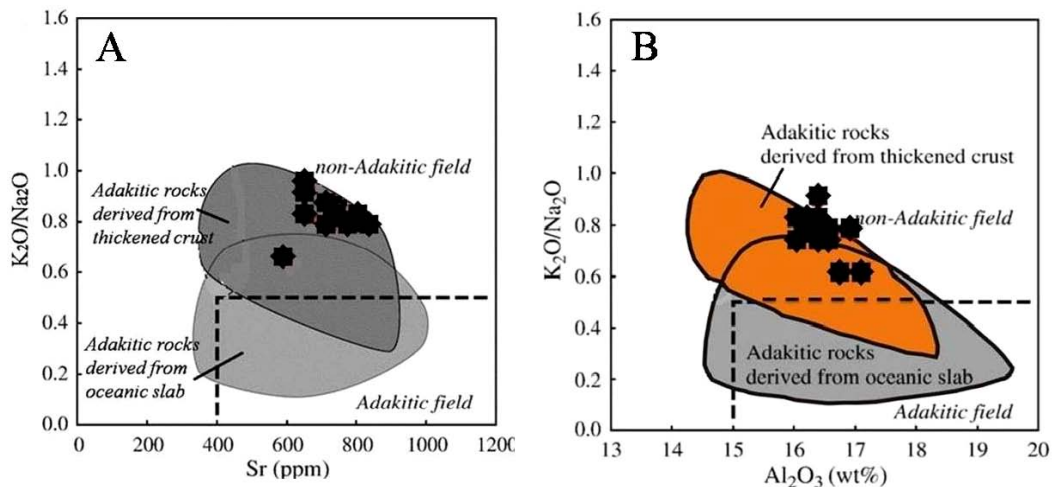 A
1.6
1.4
1.2
1.0
0.8
0.6
0.4
0.2
0.0
K₂O/Na₂O
non-Adakitic field
Adakitic rocks
derived from
thickened crust
Adakitic rocks
derived from
oceanic slab
Adakitic field
0
200
400
600
800
1000
Sr (ppm)
B
1.6
1.4
1.2
1.0
0.8
0.6
0.4
0.2
0.0
K₂O/Na₂O
Adakitic rocks
derived from thickened crust
non-Adakitic field
Adakitic rocks
derived from oceanic slab
Adakitic field
13
14
15
16
17
18
19
20
Al₂O₃ (wt%)